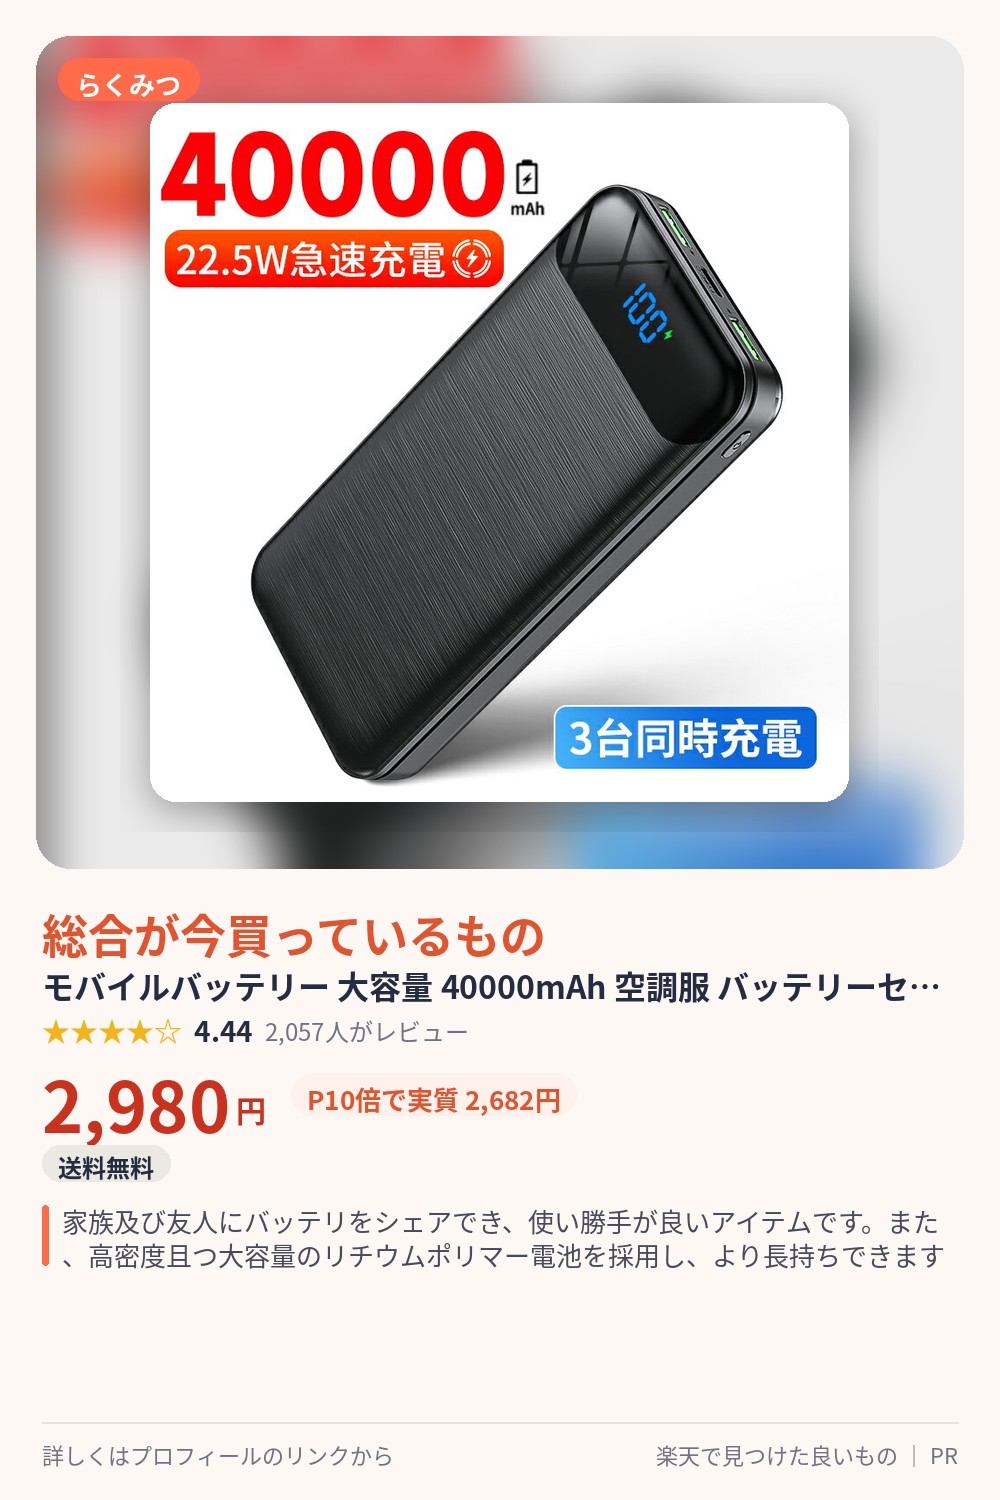 らくみつ
40000
mAh
22.5W急速充電
100
3台同時充電
総合が今買っているもの
モバイルバッテリー 大容量 40000mAh 空調服 バッテリーセ…
★★★★☆ 4.44 2,057人がレビュー
2,980円 P10倍で実質 2,682円
送料無料
家族及び友人にバッテリをシェアでき、使い勝手が良いアイテムです。また
、高密度且つ大容量のリチウムポリマー電池を採用し、より長持ちできます
詳しくはプロフィールのリンクから 楽天で見つけた良いもの｜PR